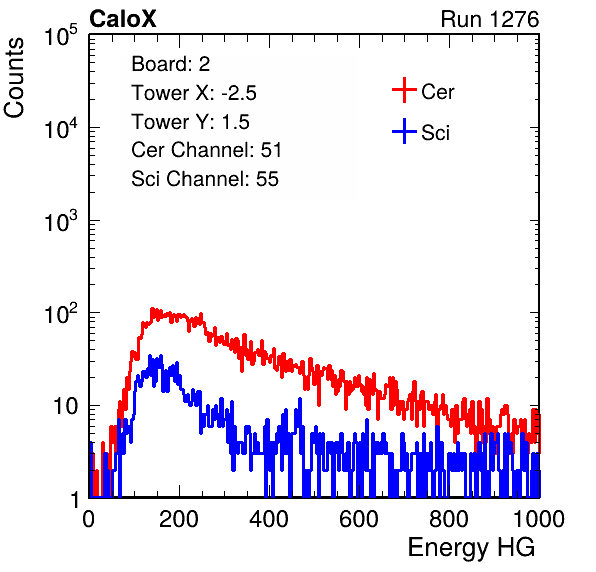 CaloX Run 1276
Counts
10^5
10^4
10^3
10^2
10
1
Board: 2
Tower X: -2.5
Tower Y: 1.5
Cer Channel: 51
Sci Channel: 55
Cer
Sci
0 200 400 600 800 1000
Energy HG